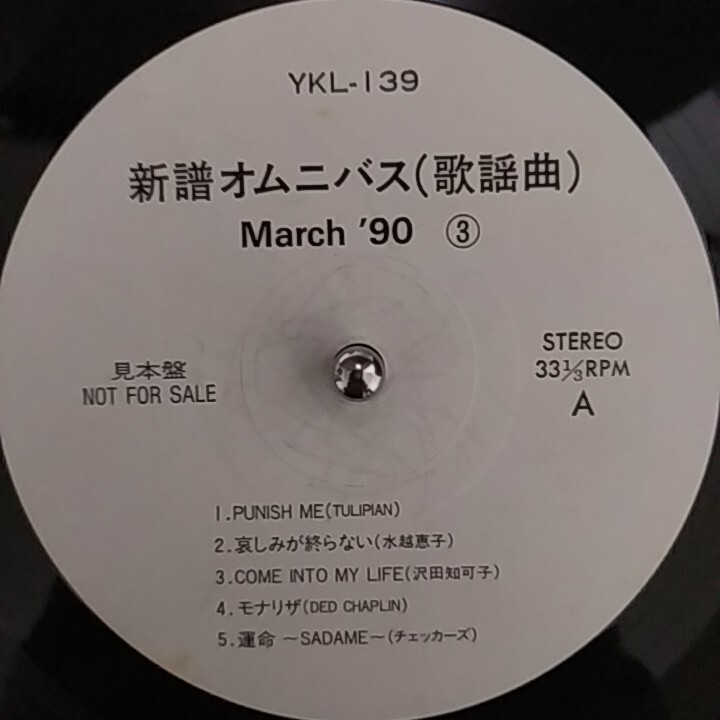 YKL-139
新譜オムニバス(歌謡曲)
March '90 ③
見本盤
NOT FOR SALE
STEREO
33⅓RPM
A
1.PUNISH ME(TULIPIAN)
2.哀しみが終らない(水越恵子)
3.COME INTO MY LIFE(沢田知可子)
4.モナリザ(DED CHAPLIN)
5.運命 〜SADAME〜(チェッカーズ)